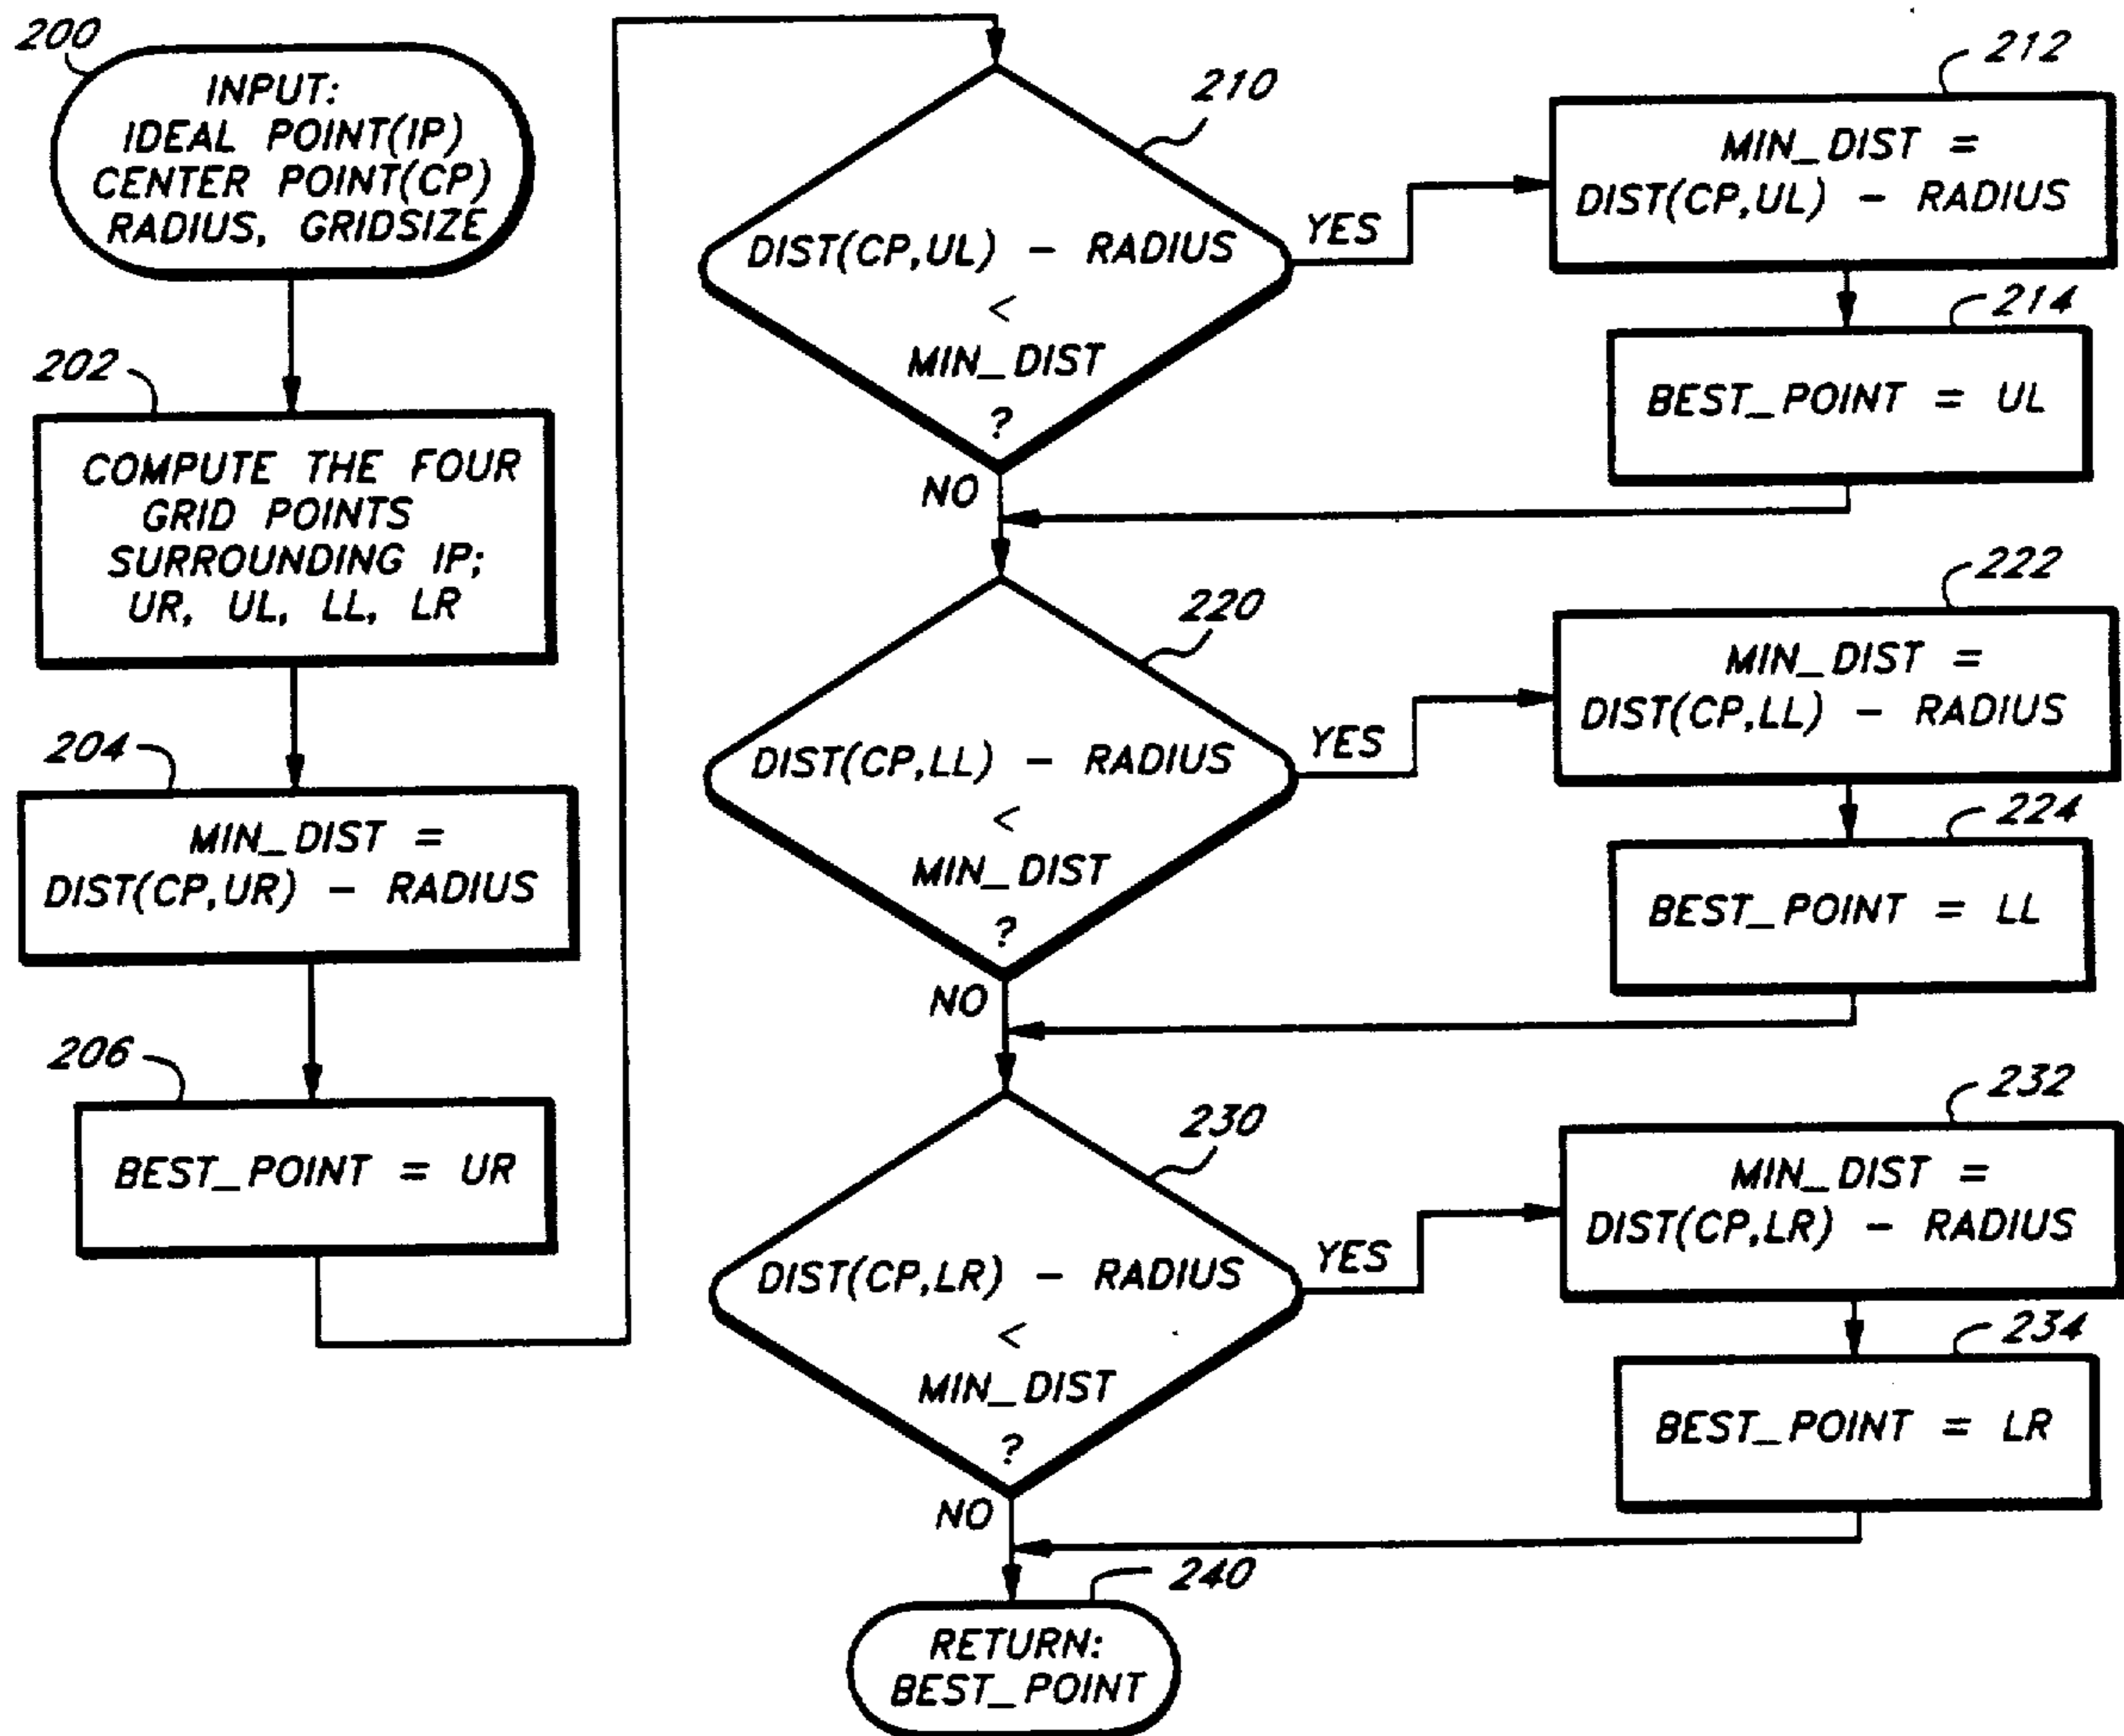 200
INPUT:
IDEAL POINT(IP)
CENTER POINT(CP)
RADIUS, GRIDSIZE
202
COMPUTE THE FOUR
GRID POINTS
SURROUNDING IP;
UR, UL, LL, LR
204
MIN_DIST =
DIST(CP,UR) - RADIUS
206
BEST_POINT = UR
210
DIST(CP,UL) - RADIUS
<
MIN_DIST
?
YES
NO
212
MIN_DIST =
DIST(CP,UL) - RADIUS
214
BEST_POINT = UL
220
DIST(CP,LL) - RADIUS
<
MIN_DIST
?
YES
NO
222
MIN_DIST =
DIST(CP,LL) - RADIUS
224
BEST_POINT = LL
230
DIST(CP,LR) - RADIUS
<
MIN_DIST
?
YES
NO
232
MIN_DIST =
DIST(CP,LR) - RADIUS
234
BEST_POINT = LR
240
RETURN:
BEST_POINT